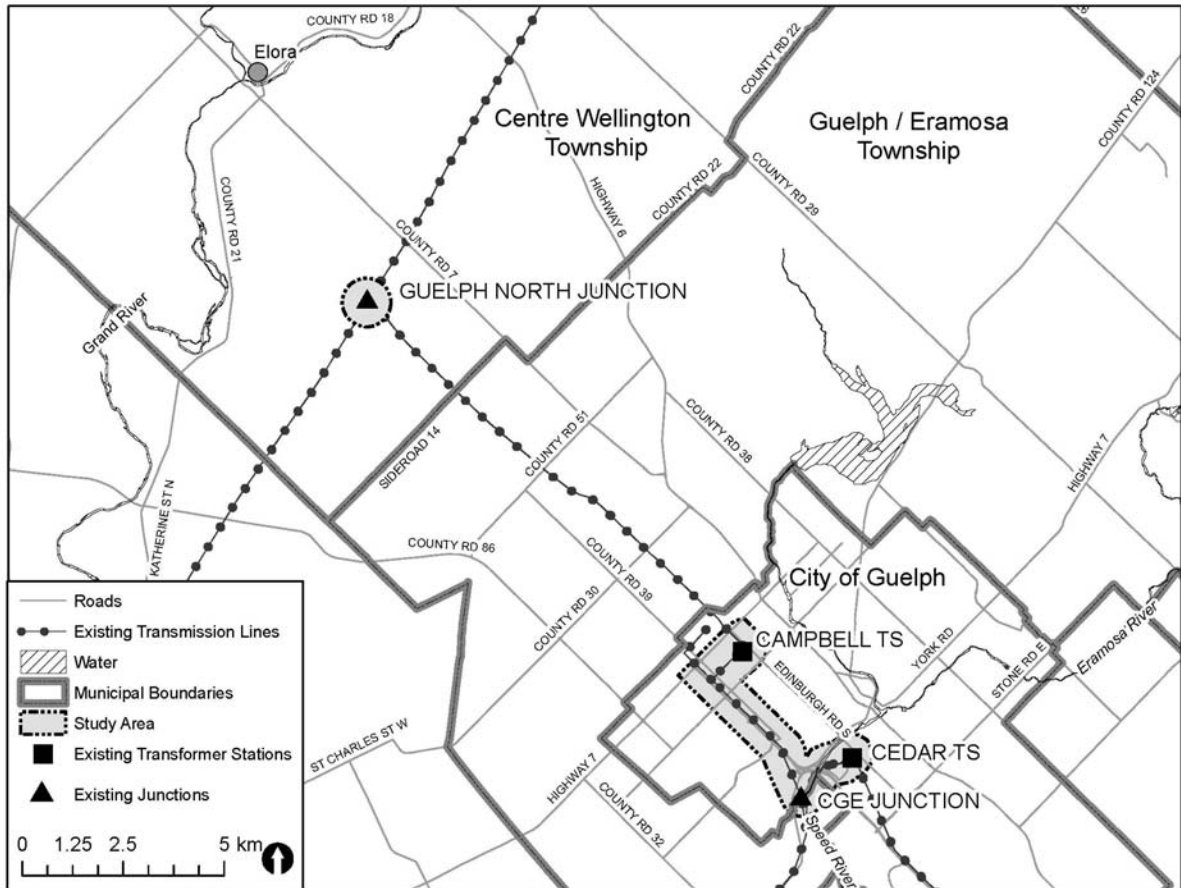 COUNTY RD 18
Elora
COUNTY RD 22
COUNTY RD 124
Centre Wellington
Township
Guelph / Eramosa
Township
COUNTY RD 21
HIGHWAY 6
COUNTY RD 22
COUNTY RD 29
COUNTY RD 7
GUELPH NORTH JUNCTION
Grand River
SIDEROAD 14
COUNTY RD 51
COUNTY RD 38
HIGHWAY 7
KATHERINE ST N
COUNTY RD 86
COUNTY RD 39
COUNTY RD 30
City of Guelph
CAMPBELL TS
EDINBURGH RD S
YORK RD
STONE RD E
Eramosa River
CEDAR TS
CGE JUNCTION
Speed River
ST CHARLES ST W
HIGHWAY 7
COUNTY RD 32
Roads
Existing Transmission Lines
Water
Municipal Boundaries
Study Area
Existing Transformer Stations
Existing Junctions
0 1.25 2.5 5 km